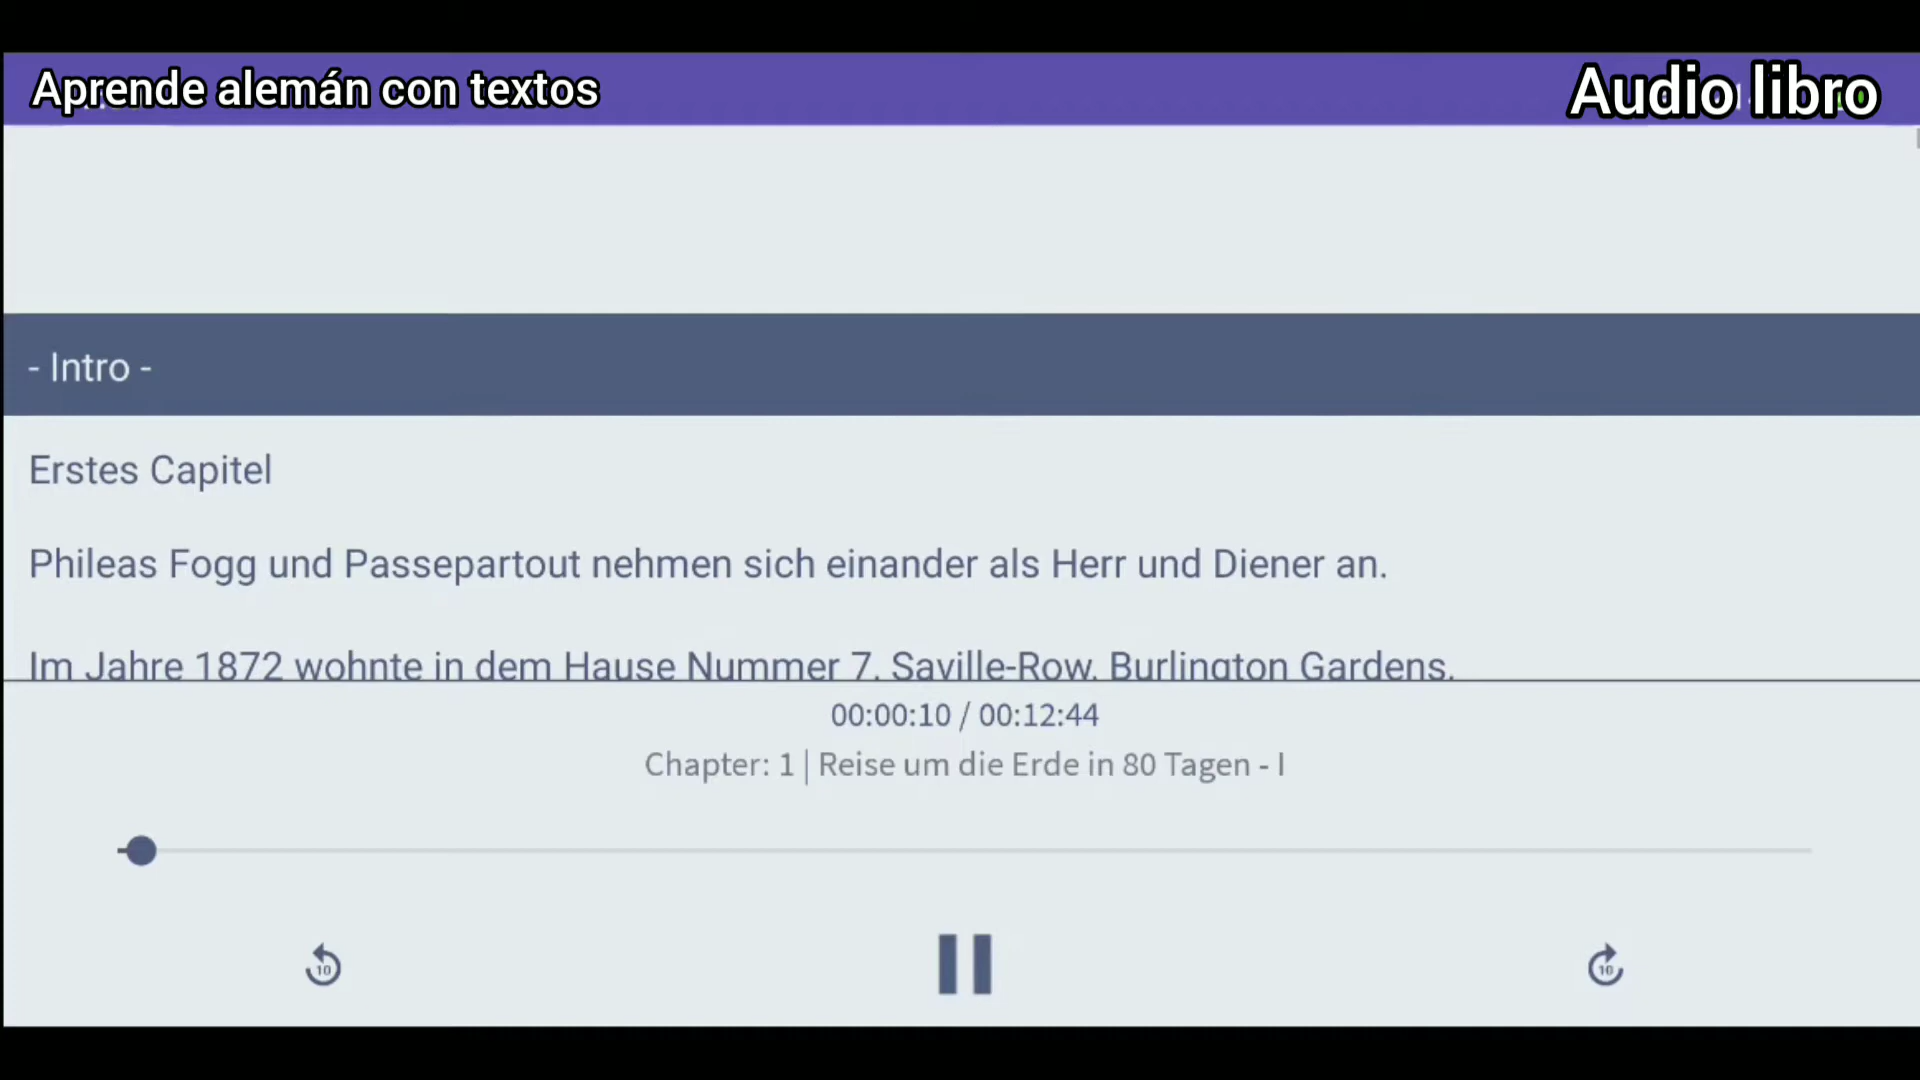 Aprende alemán con textos
Audio libro
- Intro -
Erstes Capitel
Phileas Fogg und Passepartout nehmen sich einander als Herr und Diener an.
Im Jahre 1872 wohnte in dem Hause Nummer 7, Saville-Row, Burlington Gardens,
00:00:10 / 00:12:44
Chapter: 1 | Reise um die Erde in 80 Tagen - I
10
10